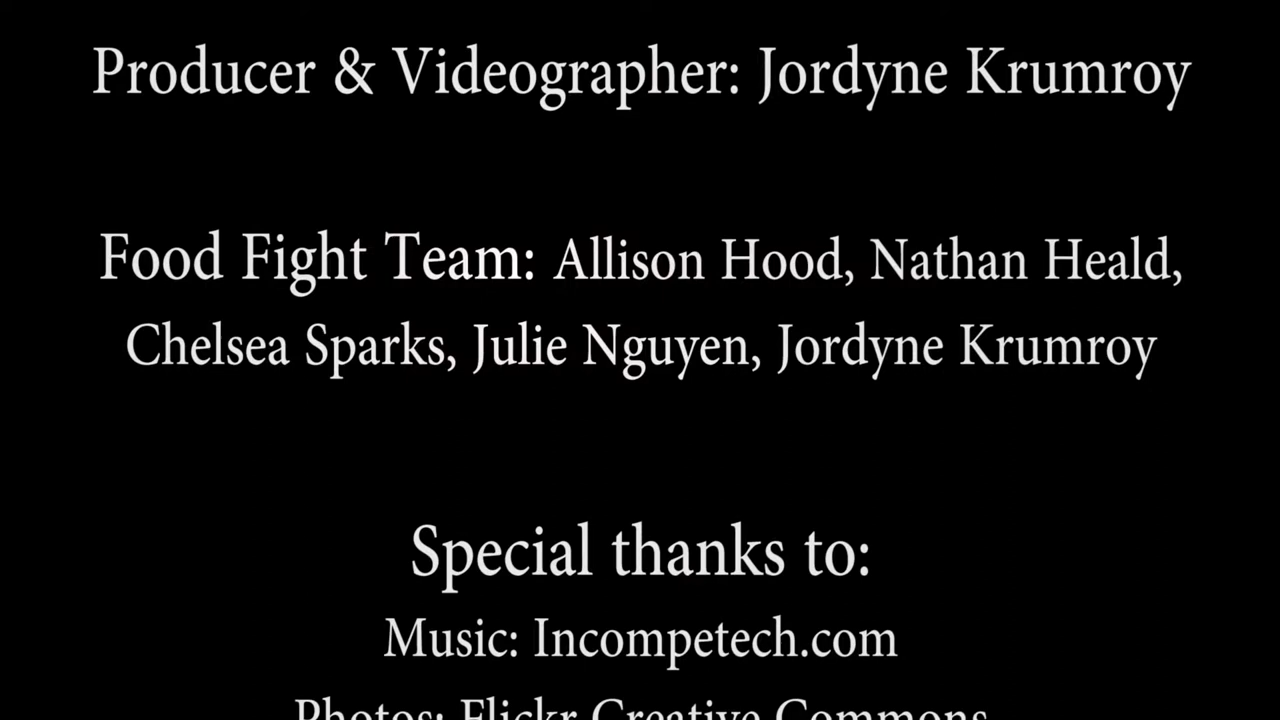 Producer & Videographer: Jordyne Krumroy
Food Fight Team: Allison Hood, Nathan Heald,
Chelsea Sparks, Julie Nguyen, Jordyne Krumroy
Special thanks to:
Music: Incompetech.com
Photos: Flickr Creative Commons